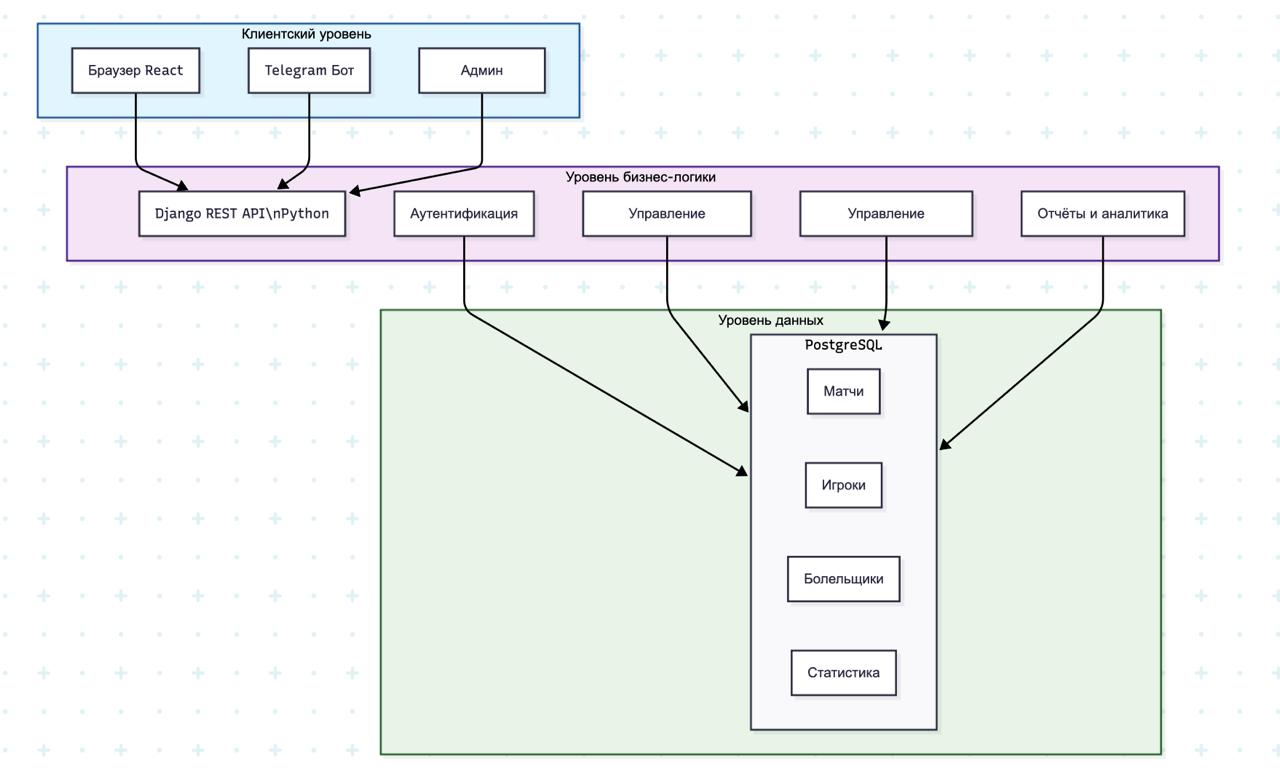 Клиентский уровень
Браузер React
Telegram Бот
Админ
Уровень бизнес-логики
Django REST API\nPython
Аутентификация
Управление
Управление
Отчёты и аналитика
Уровень данных
PostgreSQL
Матчи
Игроки
Болельщики
Статистика